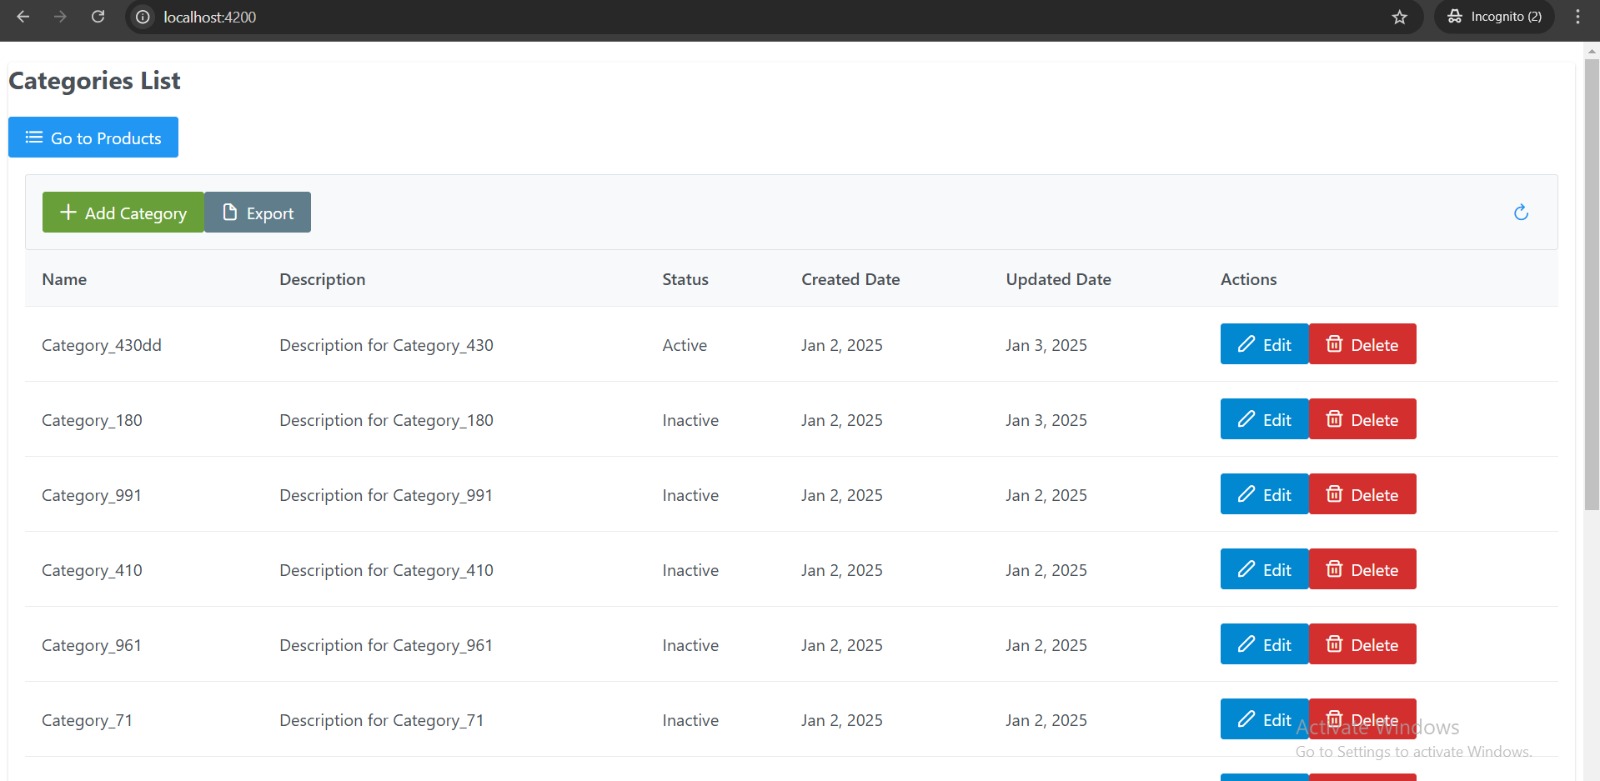 localhost:4200
Incognito (2)
Categories List
Go to Products
Add Category Export
Name Description Status Created Date Updated Date Actions
Category_430dd Description for Category_430 Active Jan 2, 2025 Jan 3, 2025 Edit Delete
Category_180 Description for Category_180 Inactive Jan 2, 2025 Jan 3, 2025 Edit Delete
Category_991 Description for Category_991 Inactive Jan 2, 2025 Jan 2, 2025 Edit Delete
Category_410 Description for Category_410 Inactive Jan 2, 2025 Jan 2, 2025 Edit Delete
Category_961 Description for Category_961 Inactive Jan 2, 2025 Jan 2, 2025 Edit Delete
Category_71 Description for Category_71 Inactive Jan 2, 2025 Jan 2, 2025 Edit Delete
Activate Windows
Go to Settings to activate Windows.